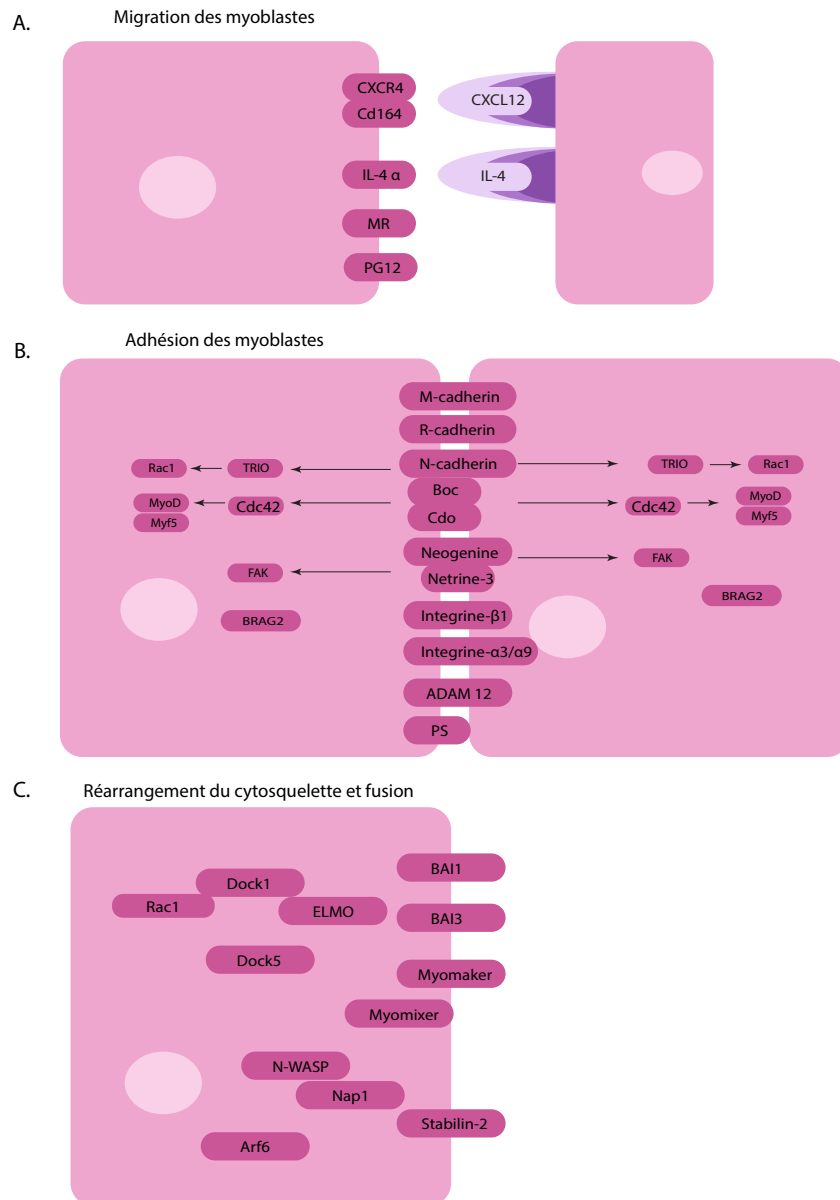 A.
Migration des myoblastes
CXCR4
Cd164
IL-4 α
MR
PG12
CXCL12
IL-4
B.
Adhésion des myoblastes
M-cadherin
R-cadherin
N-cadherin
Boc
Cdo
Neogenine
Netrine-3
Integrine-β1
Integrine-α3/α9
ADAM 12
PS
Rac1
TRIO
MyoD
Myf5
Cdc42
FAK
BRAG2
TRIO
Rac1
Cdc42
MyoD
Myf5
FAK
BRAG2
C.
Réarrangement du cytosquelette et fusion
Dock1
Rac1
ELMO
Dock5
BAI1
BAI3
Myomaker
Myomixer
N-WASP
Nap1
Stabilin-2
Arf6